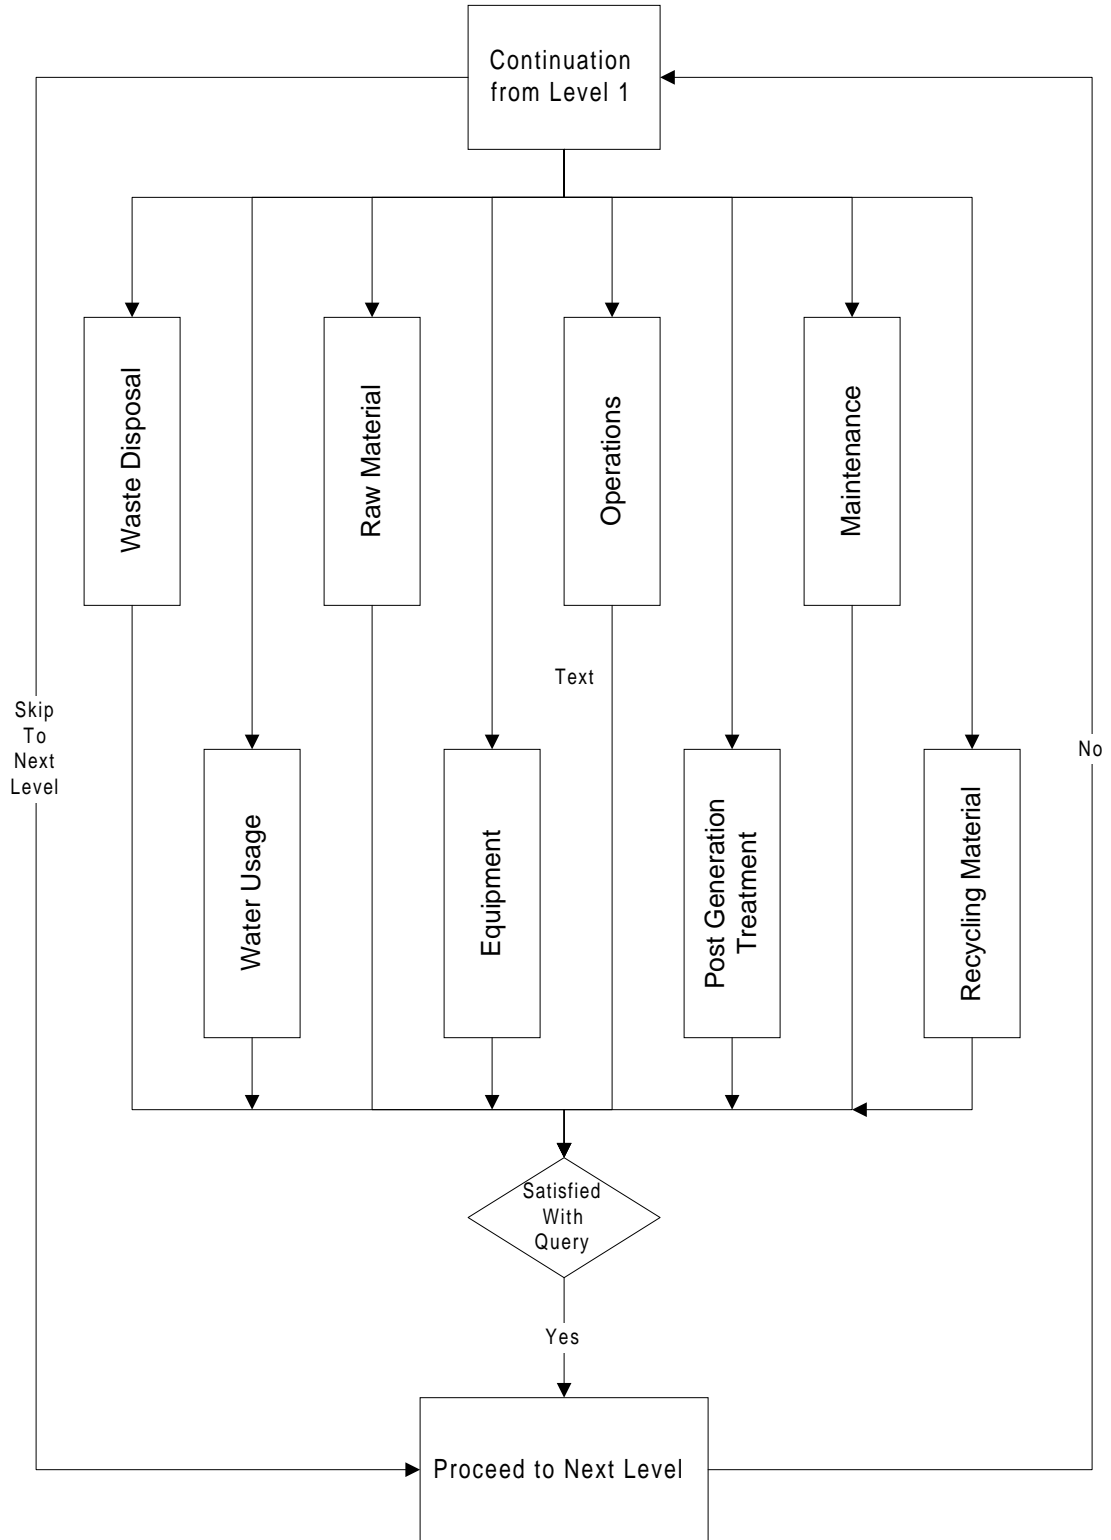 Continuation
from Level 1
Waste Disposal
Raw Material
Operations
Maintenance
Text
Skip
To
Next
Level
No
Water Usage
Equipment
Post Generation
Treatment
Recycling Material
Satisfied
With
Query
Yes
Proceed to Next Level